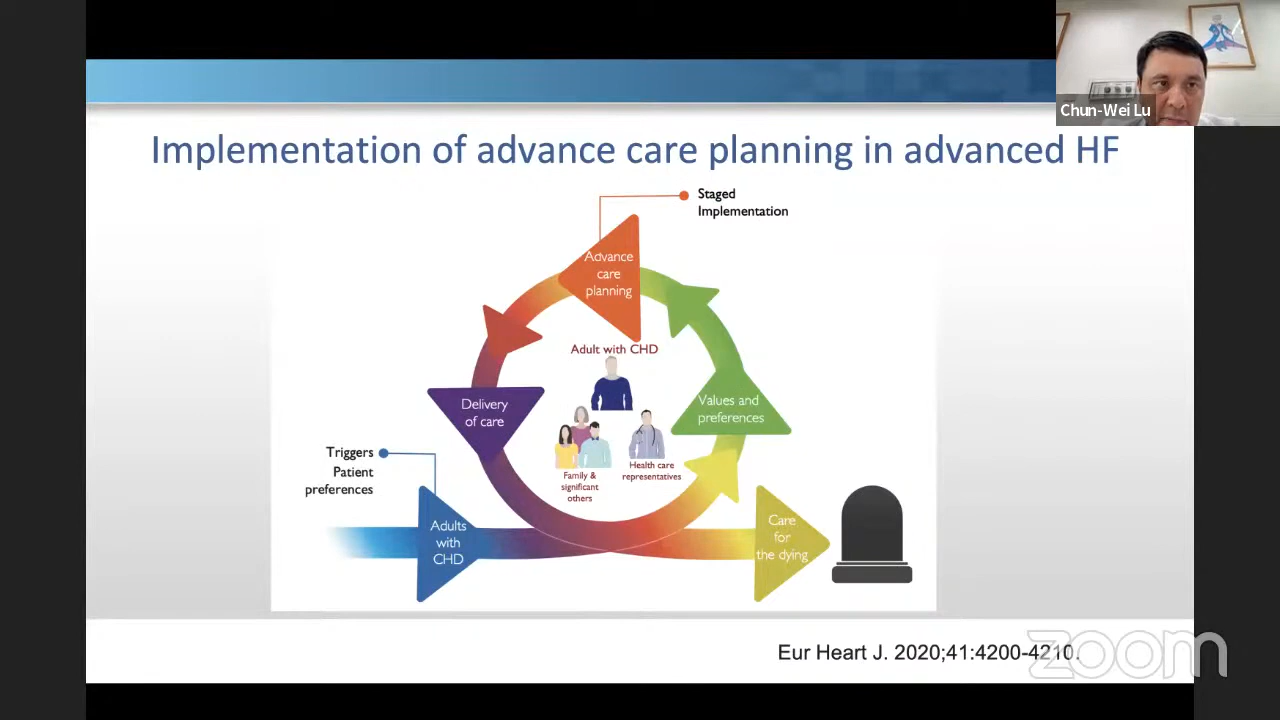 Chun-Wei Lu
Implementation of advance care planning in advanced HF
Staged
Implementation
Advance
care
planning
Adult with CHD
Delivery
of care
Values and
preferences
Triggers
Patient
preferences
Family &
significant
others
Health care
representatives
Adults
with
CHD
Care
for
the dying
Eur Heart J. 2020;41:4200-4210.
zoom